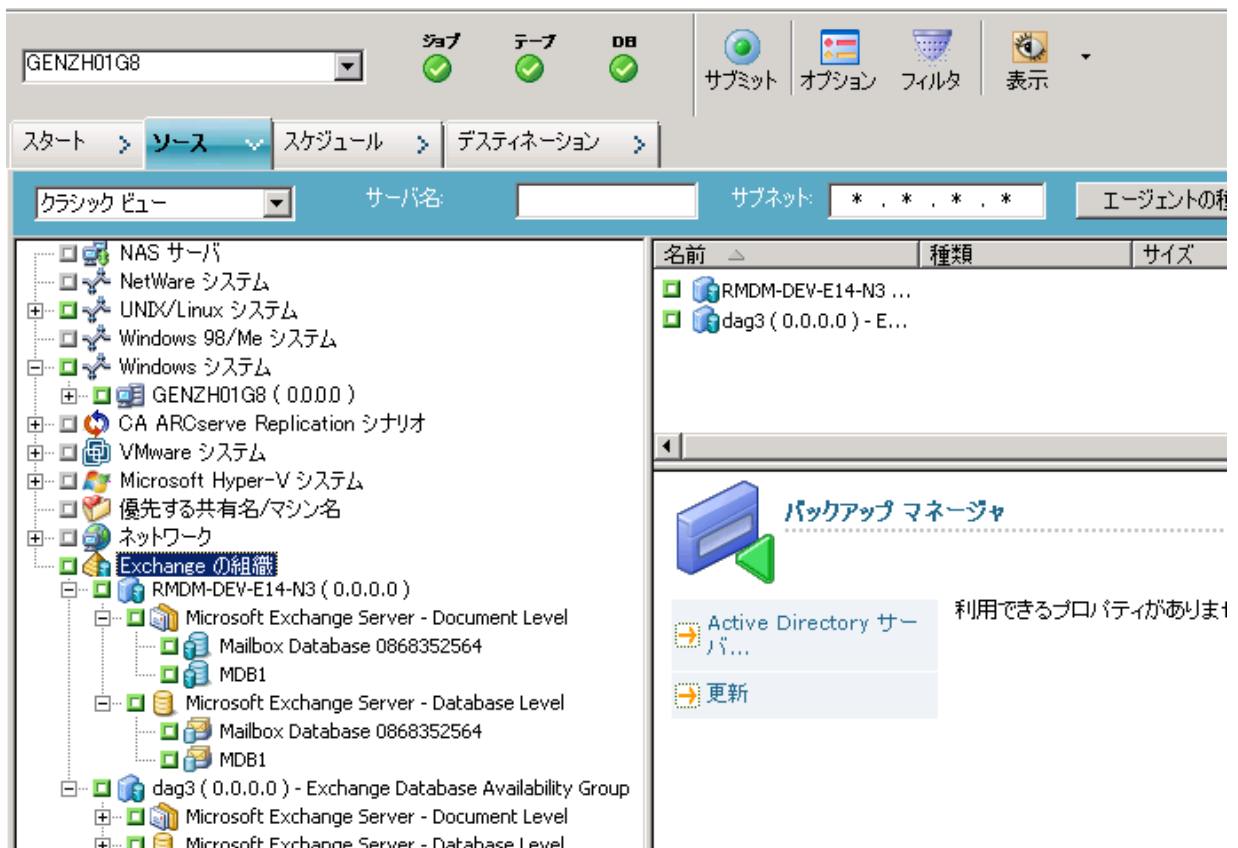 GENZH01G8
ジョブ テープ DB
サブミット オプション フィルタ 表示
スタート ソース スケジュール デスティネーション
クラシック ビュー サーバ名: サブネット: * . * . * . * エージェントの種
NAS サーバ
NetWare システム
UNIX/Linux システム
Windows 98/Me システム
Windows システム
GENZH01G8 ( 0.0.0.0 )
CA ARCserve Replication シナリオ
VMware システム
Microsoft Hyper-V システム
優先する共有名/マシン名
ネットワーク
Exchange の組織
RMDM-DEV-E14-N3 ( 0.0.0.0 )
Microsoft Exchange Server - Document Level
Mailbox Database 0868352564
MDB1
Microsoft Exchange Server - Database Level
Mailbox Database 0868352564
MDB1
dag3 ( 0.0.0.0 ) - Exchange Database Availability Group
Microsoft Exchange Server - Document Level
Microsoft Exchange Server - Database Level
名前 種類 サイズ
RMDM-DEV-E14-N3 ...
dag3 ( 0.0.0.0 ) - E...
バックアップ マネージャ
Active Directory サー
バ...
更新
利用できるプロパティがありませ